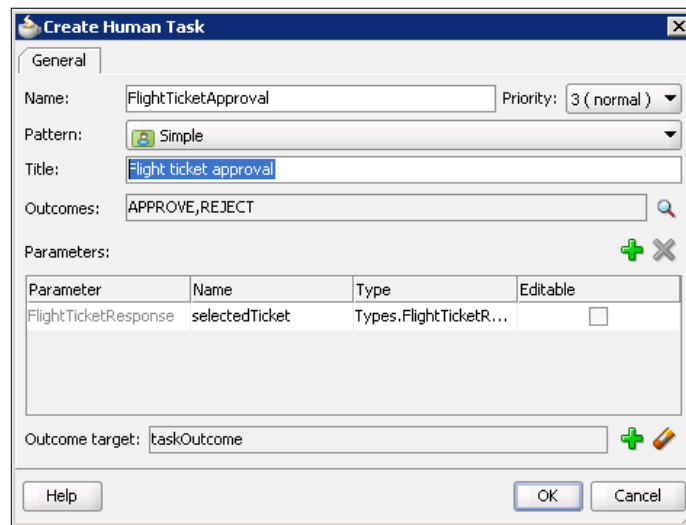 Create Human Task
General
Name: FlightTicketApproval Priority: 3 ( normal )
Pattern: Simple
Title: Flight ticket approval
Outcomes: APPROVE,REJECT
Parameters:
Parameter Name Type Editable
FlightTicketResponse selectedTicket Types.FlightTicketR...
Outcome target: taskOutcome
Help OK Cancel